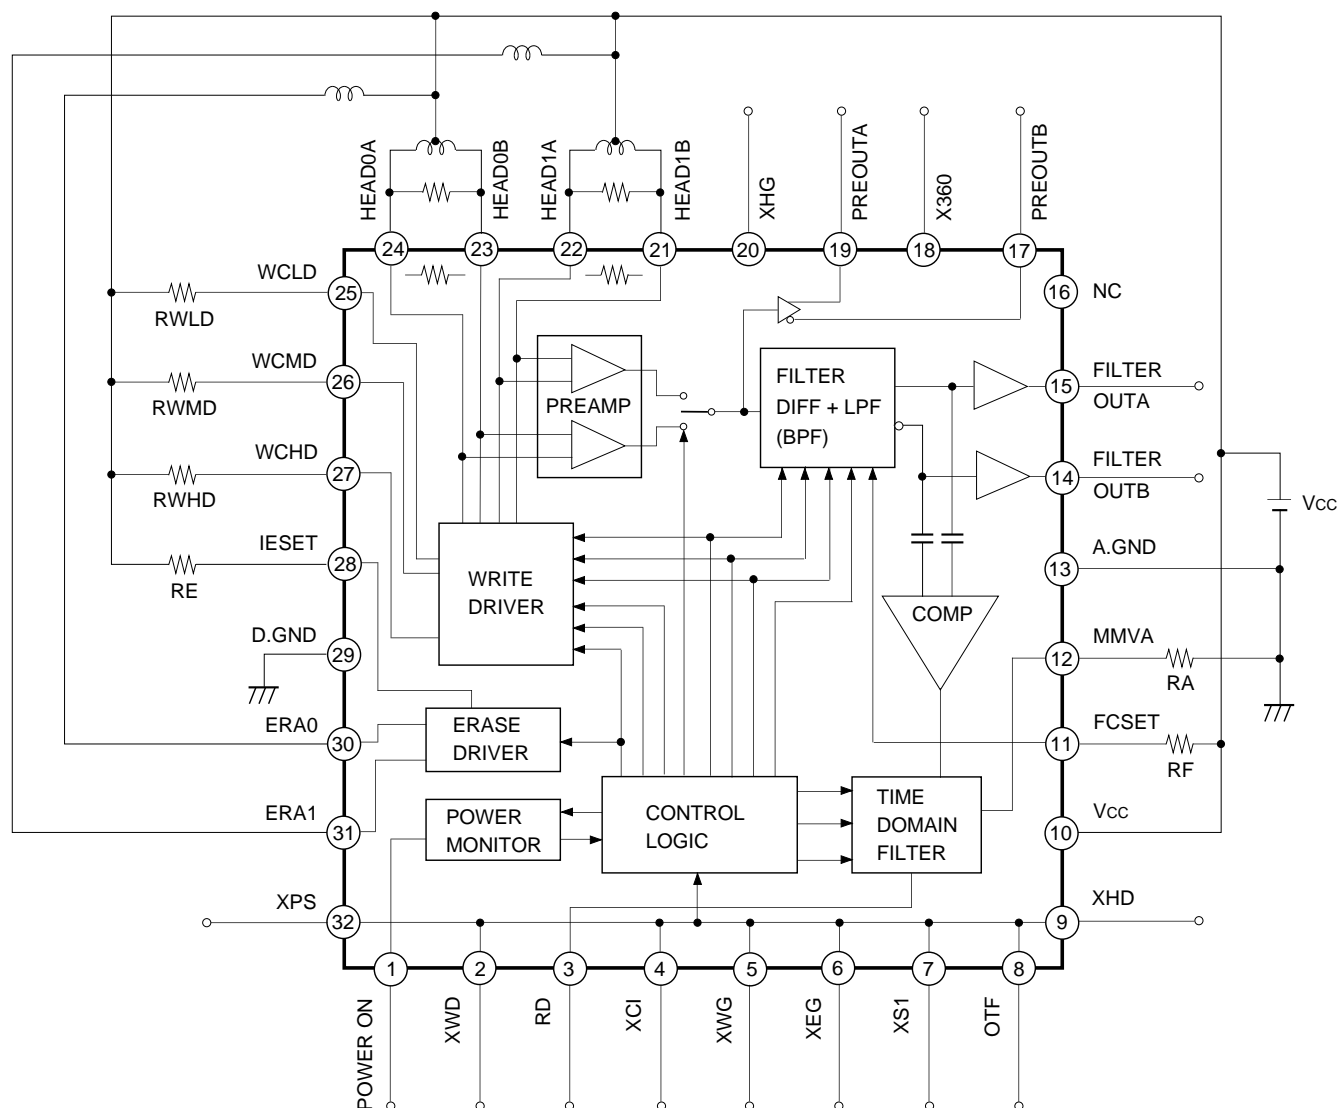 HEAD0A
HEAD0B
HEAD1A
HEAD1B
XHG
PREOUTA
X360
PREOUTB
24
23
22
21
20
19
18
17
WCLD
25
RWLD
16
NC
WCMD
26
RWMD
PREAMP
FILTER
DIFF + LPF
(BPF)
15
FILTER
OUTA
WCHD
27
RWHD
14
FILTER
OUTB
VCC
IESET
28
RE
WRITE
DRIVER
COMP
13
A.GND
D.GND
29
12
MMVA
RA
ERA0
30
ERASE
DRIVER
11
FCSET
RF
ERA1
31
POWER
MONITOR
CONTROL
LOGIC
TIME
DOMAIN
FILTER
10
VCC
XPS
32
9
XHD
1
2
3
4
5
6
7
8
POWER ON
XWD
RD
XCI
XWG
XEG
XS1
OTF